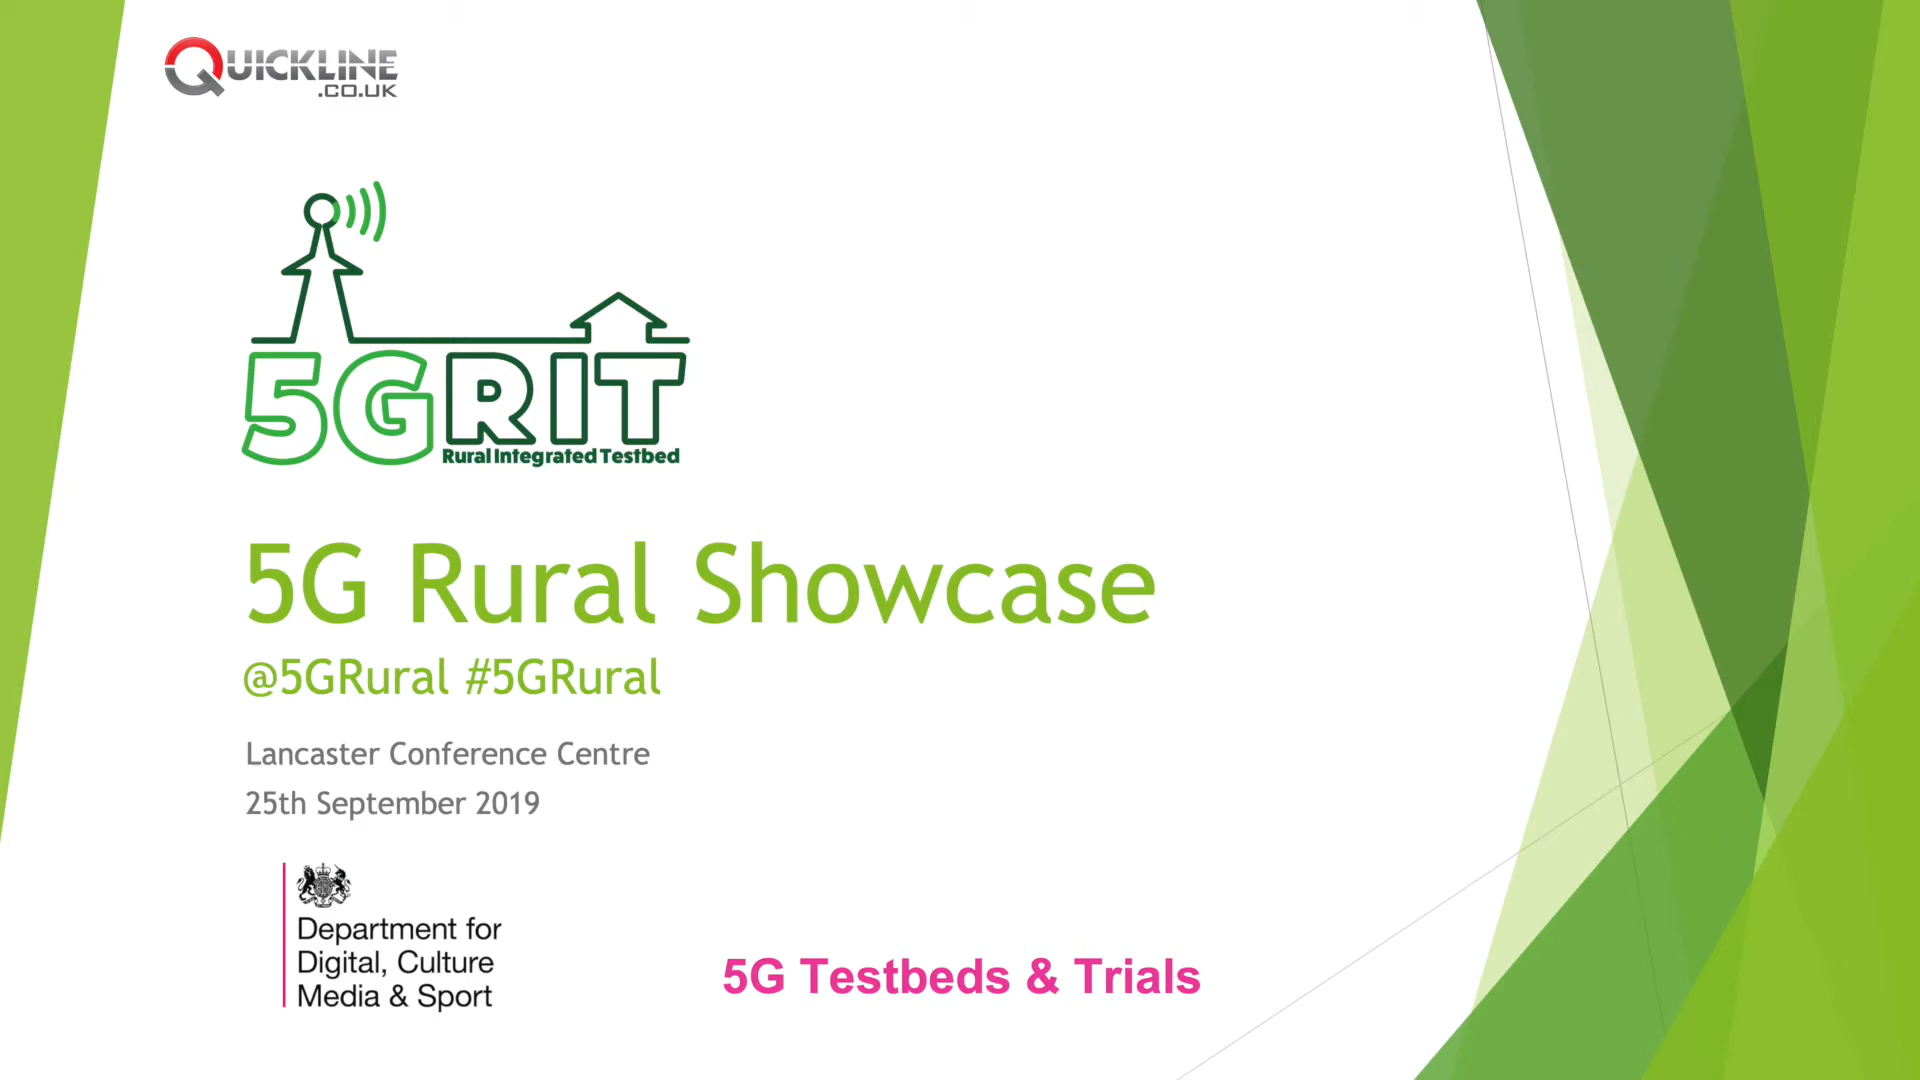 QUICKLINE
.CO.UK
5GRIT
Rural Integrated Testbed
5G Rural Showcase
@5GRural #5GRural
Lancaster Conference Centre
25th September 2019
Department for
Digital, Culture
Media & Sport
5G Testbeds & Trials